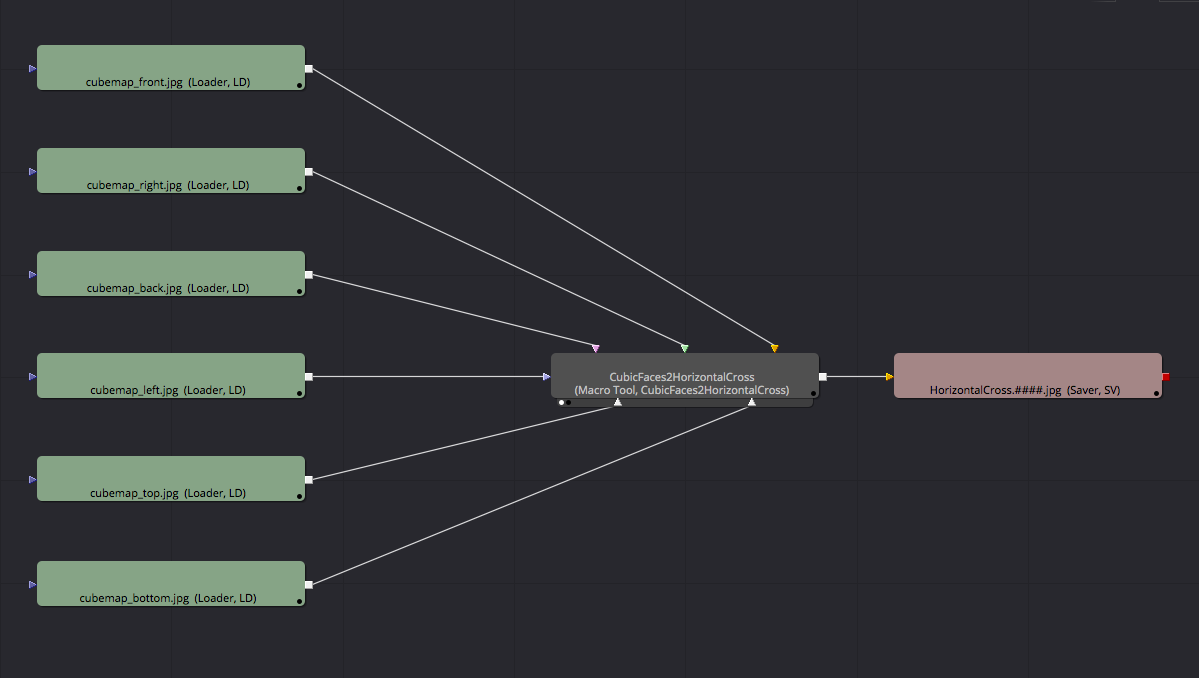 cubemap_front.jpg (Loader, LD)
cubemap_right.jpg (Loader, LD)
cubemap_back.jpg (Loader, LD)
cubemap_left.jpg (Loader, LD)
CubicFaces2HorizontalCross
(Macro Tool, CubicFaces2HorizontalCross)
HorizontalCross.####.jpg (Saver, SV)
cubemap_top.jpg (Loader, LD)
cubemap_bottom.jpg (Loader, LD)